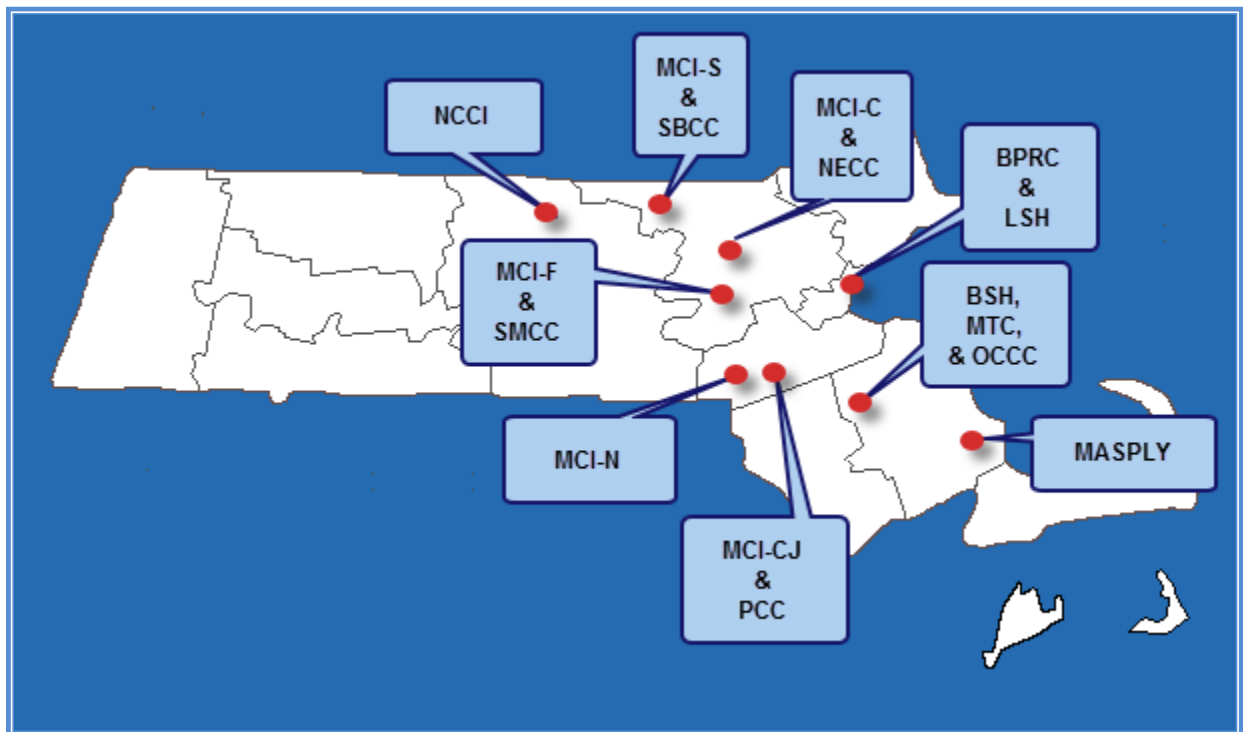 NCCI
MCI-S
&
SBCC
MCI-C
&
NECC
BPRC
&
LSH
MCI-F
&
SMCC
BSH,
MTC,
& OCCC
MCI-N
MASPLY
MCI-CJ
&
PCC